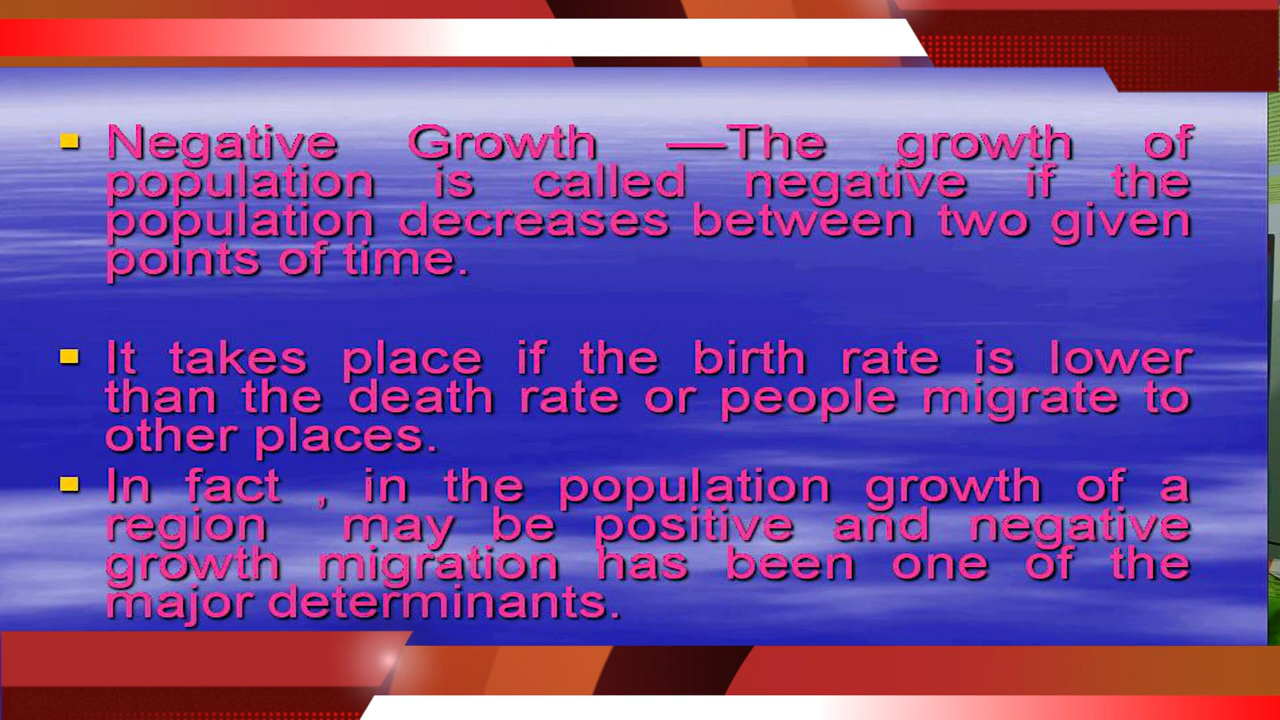 Negative Growth —The growth of
population is called negative if the
population decreases between two given
points of time.
It takes place if the birth rate is lower
than the death rate or people migrate to
other places.
In fact , in the population growth of a
region may be positive and negative
growth migration has been one of the
major determinants.